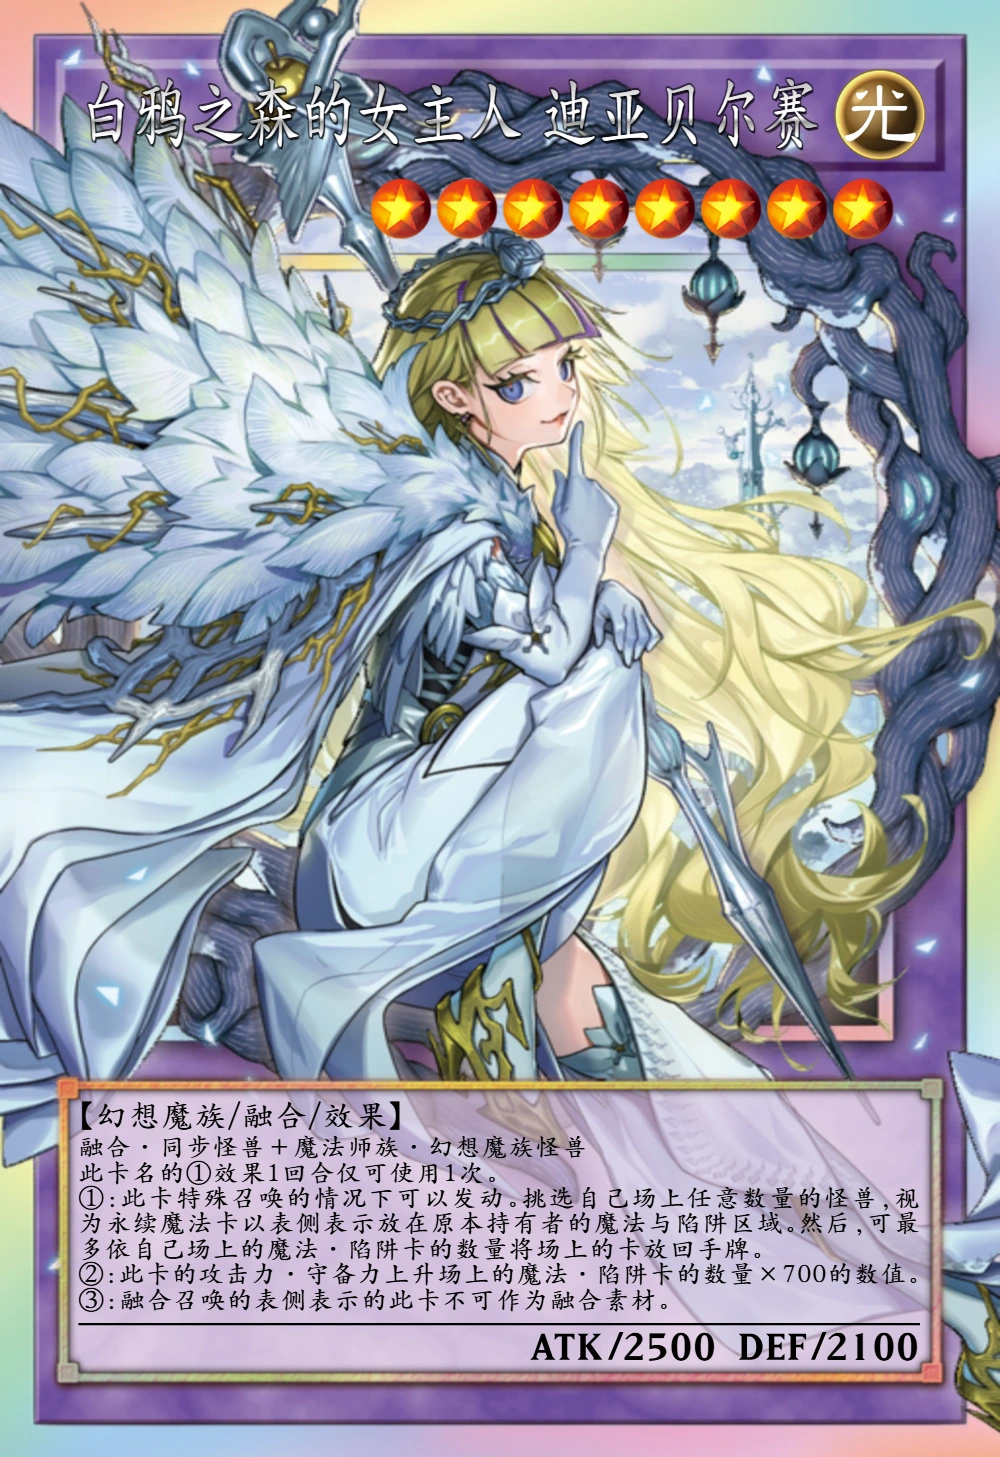 白鸦之森的女主人 迪亚贝尔赛 光
【幻想魔族/融合/效果】
融合・同步怪兽＋魔法师族・幻想魔族怪兽
此卡名的①效果1回合仅可使用1次。
①：此卡特殊召唤的情况下可以发动。挑选自己场上任意数量的怪兽，视
为永续魔法卡以表侧表示放在原本持有者的魔法与陷阱区域。然后，可最
多依自己场上的魔法・陷阱卡的数量将场上的卡放回手牌。
②：此卡的攻击力・守备力上升场上的魔法・陷阱卡的数量×700的数值。
③：融合召唤的表侧表示的此卡不可作为融合素材。
ATK/2500 DEF/2100